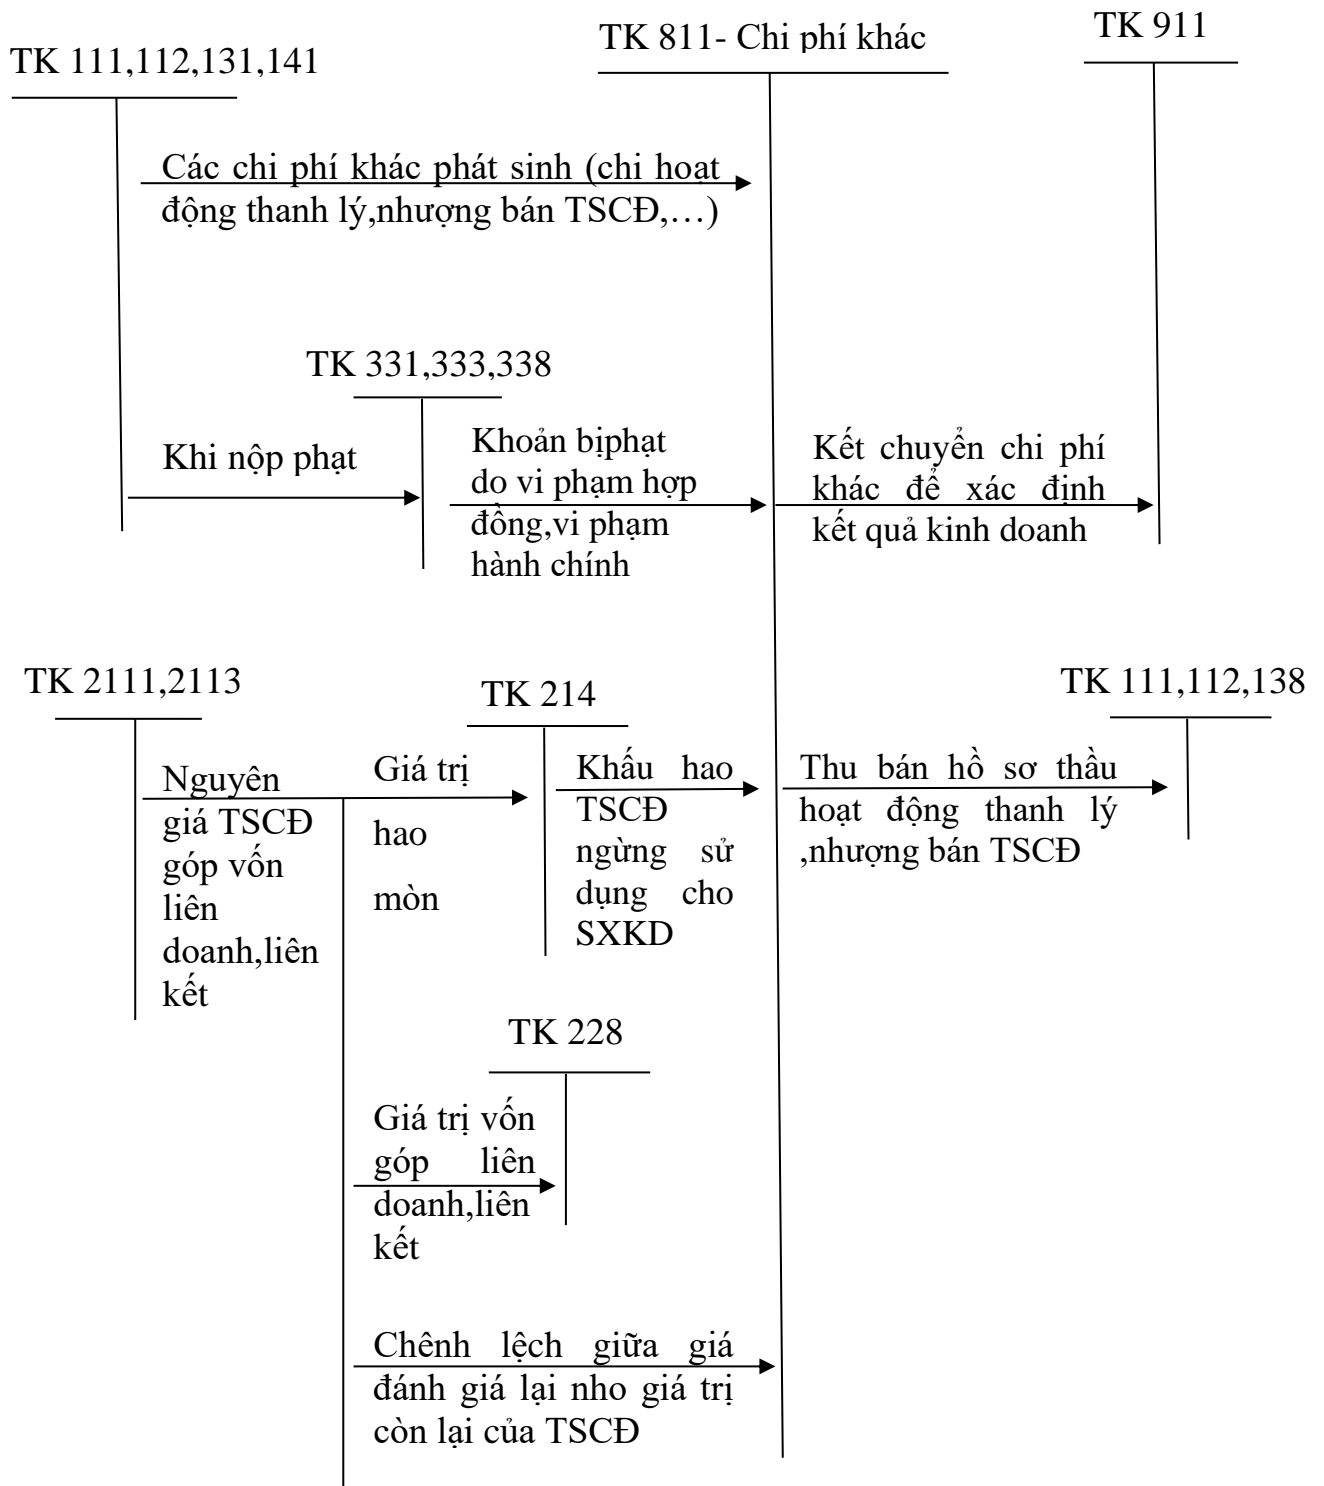 TK 111,112,131,141
TK 811- Chi phí khác
TK 911
Các chi phí khác phát sinh (chi hoạt
động thanh lý,nhượng bán TSCĐ,…)
TK 331,333,338
Khi nộp phạt
Khoản bịphạt
do vi phạm hợp
đồng,vi phạm
hành chính
Kết chuyển chi phí
khác để xác định
kết quả kinh doanh
TK 2111,2113
TK 214
TK 111,112,138
Nguyên
giá TSCĐ
góp vốn
liên
doanh,liên
kết
Giá trị
hao
mòn
Khấu hao
TSCĐ
ngừng sử
dụng cho
SXKD
Thu bán hồ sơ thầu
hoạt động thanh lý
,nhượng bán TSCĐ
TK 228
Giá trị vốn
góp liên
doanh,liên
kết
Chênh lệch giữa giá
đánh giá lại nho giá trị
còn lại của TSCĐ